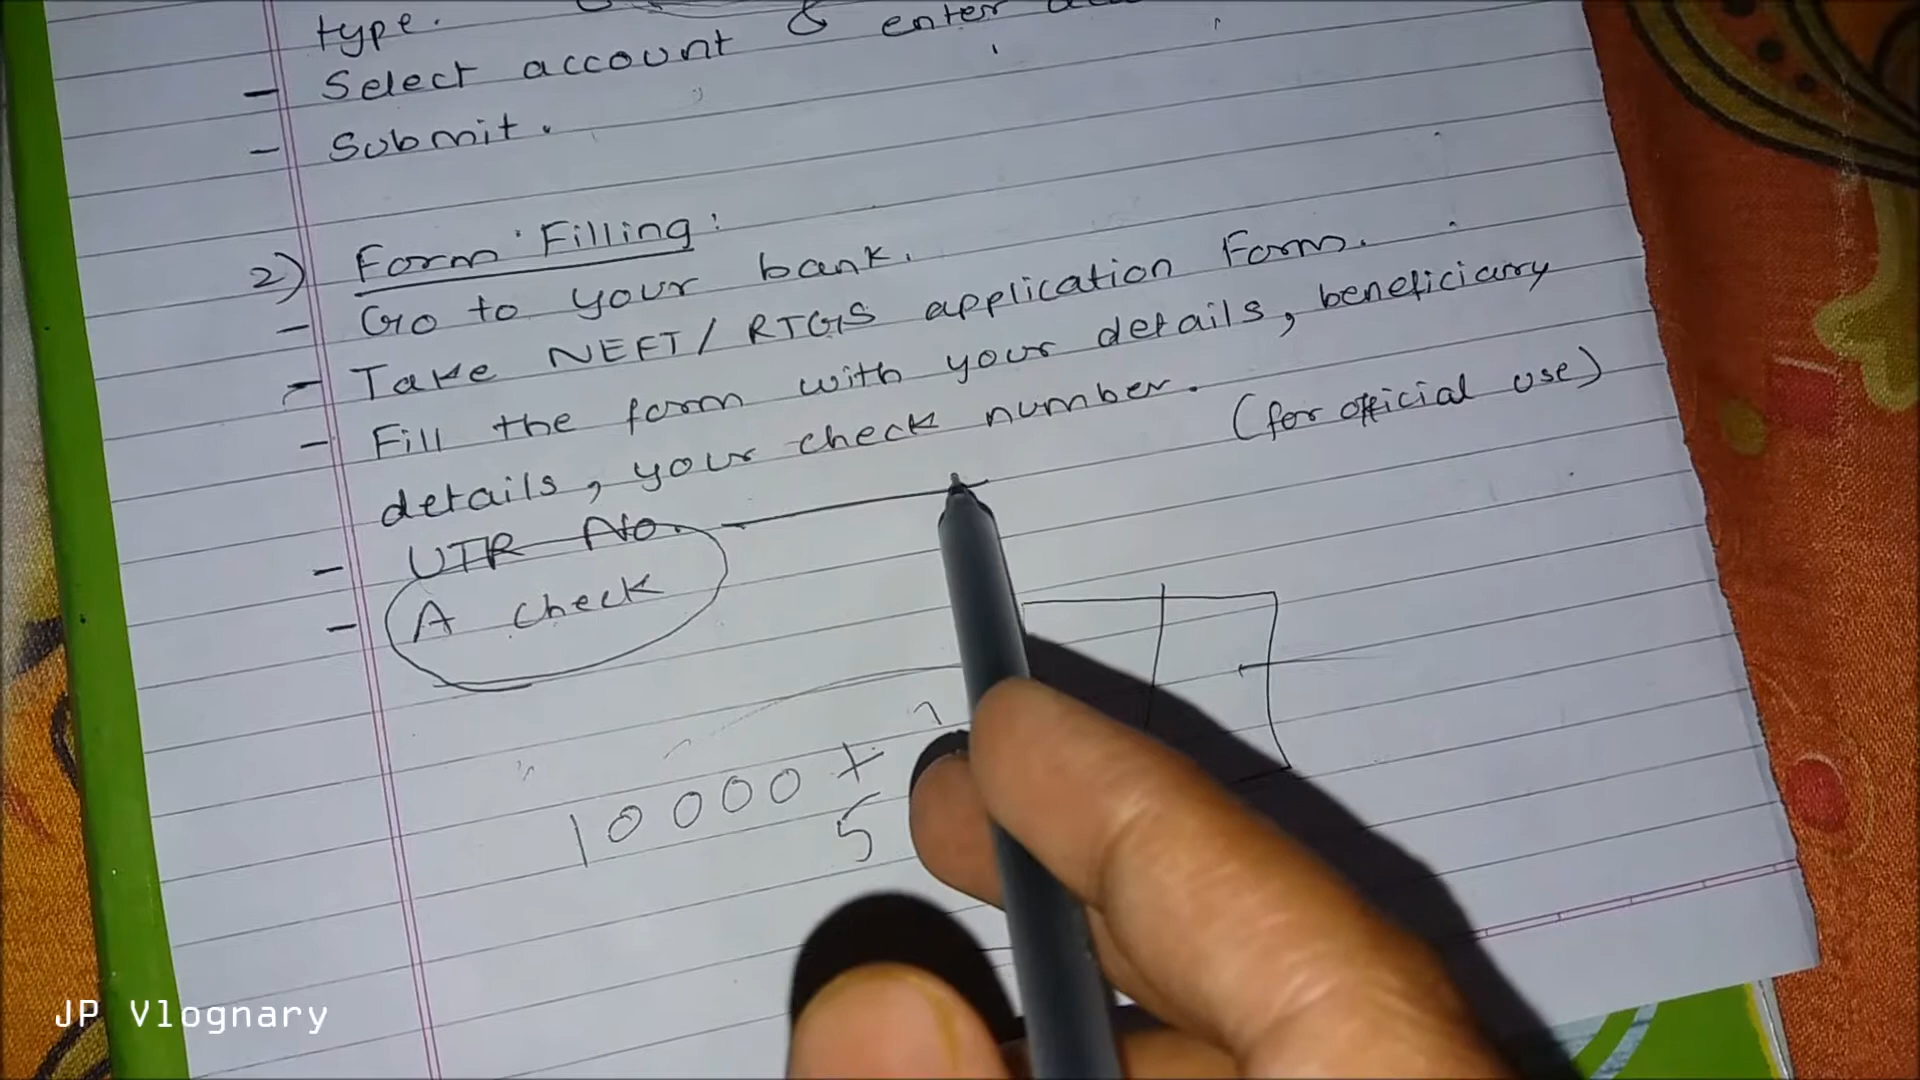 type. & enter
- Select account
- Submit.
2) Form Filling:
- Go to your bank.
- Take NEFT/RTGS application Form.
- Fill the form with your details, beneficiary
details, your check number.
(for official use)
- UTR No.
- A check
10000 +
5
JP Vlognary